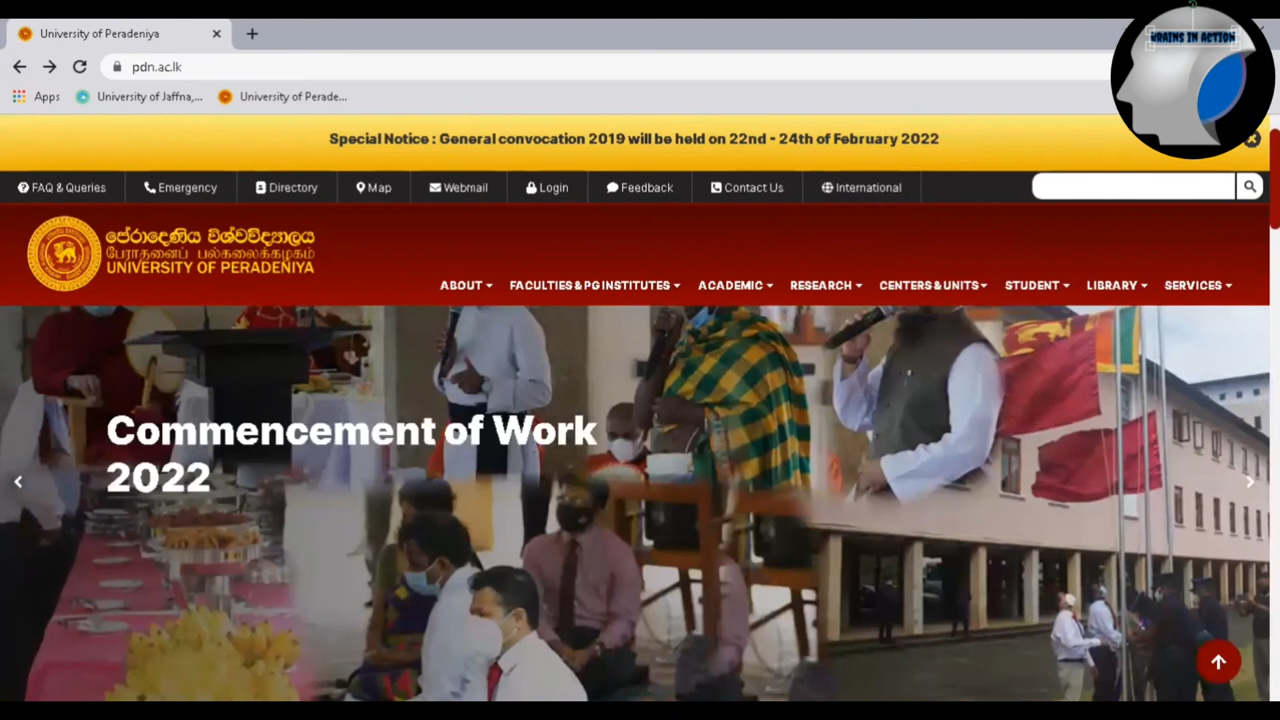 University of Peradeniya
BRAINS IN ACTION
pdn.ac.lk
Apps University of Jaffna,... University of Perade...
Special Notice : General convocation 2019 will be held on 22nd - 24th of February 2022
FAQ & Queries Emergency Directory Map Webmail Login Feedback Contact Us International
පේරාදෙණිය විශ්වවිද්‍යාලය
பேராதனைப் பல்கலைக்கழகம்
UNIVERSITY OF PERADENIYA
ABOUT FACULTIES & PG INSTITUTES ACADEMIC RESEARCH CENTERS & UNITS STUDENT LIBRARY SERVICES
Commencement of Work
2022